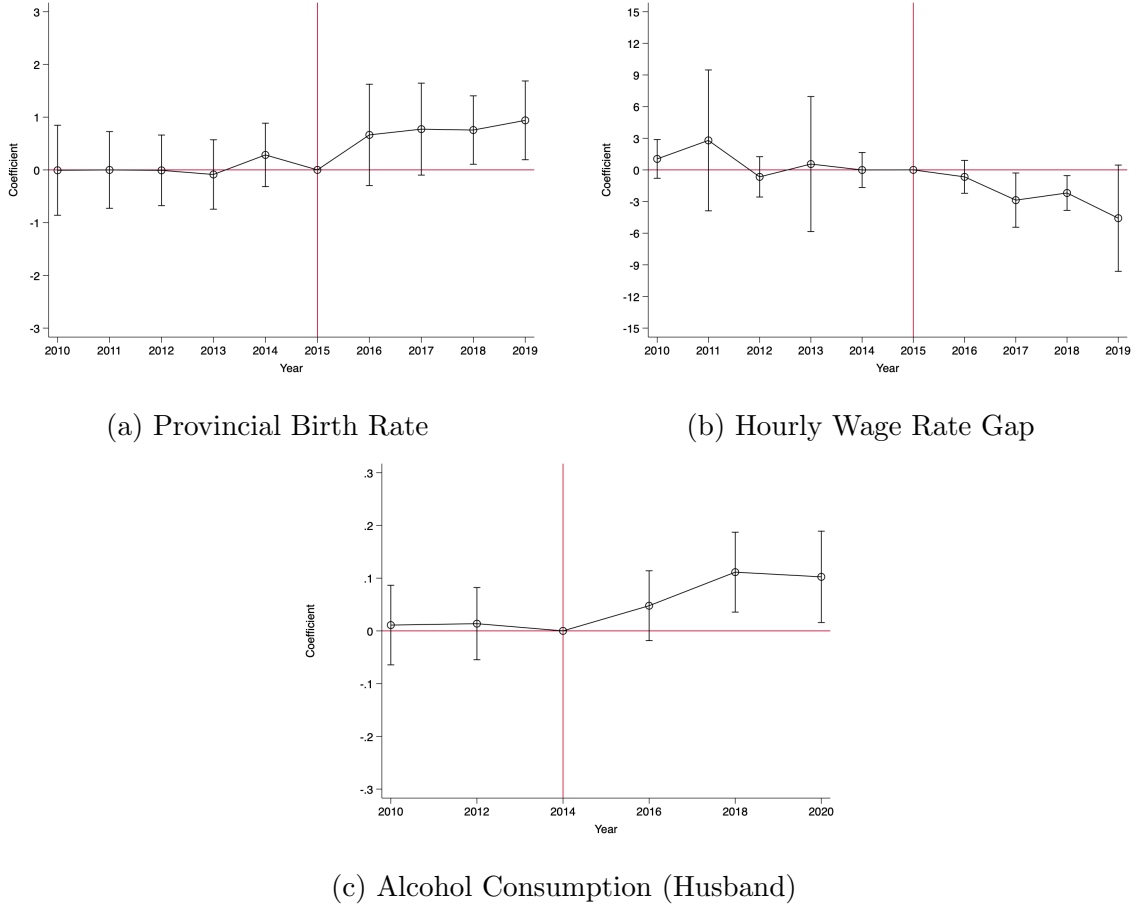 3
2
1
0
-1
-2
-3
Coefficient
2010 2011 2012 2013 2014 2015 2016 2017 2018 2019
Year
(a) Provincial Birth Rate
15
12
9
6
3
0
-3
-6
-9
-12
-15
Coefficient
2010 2011 2012 2013 2014 2015 2016 2017 2018 2019
Year
(b) Hourly Wage Rate Gap
.3
.2
.1
0
-.1
-.2
-.3
Coefficient
2010 2012 2014 2016 2018 2020
Year
(c) Alcohol Consumption (Husband)